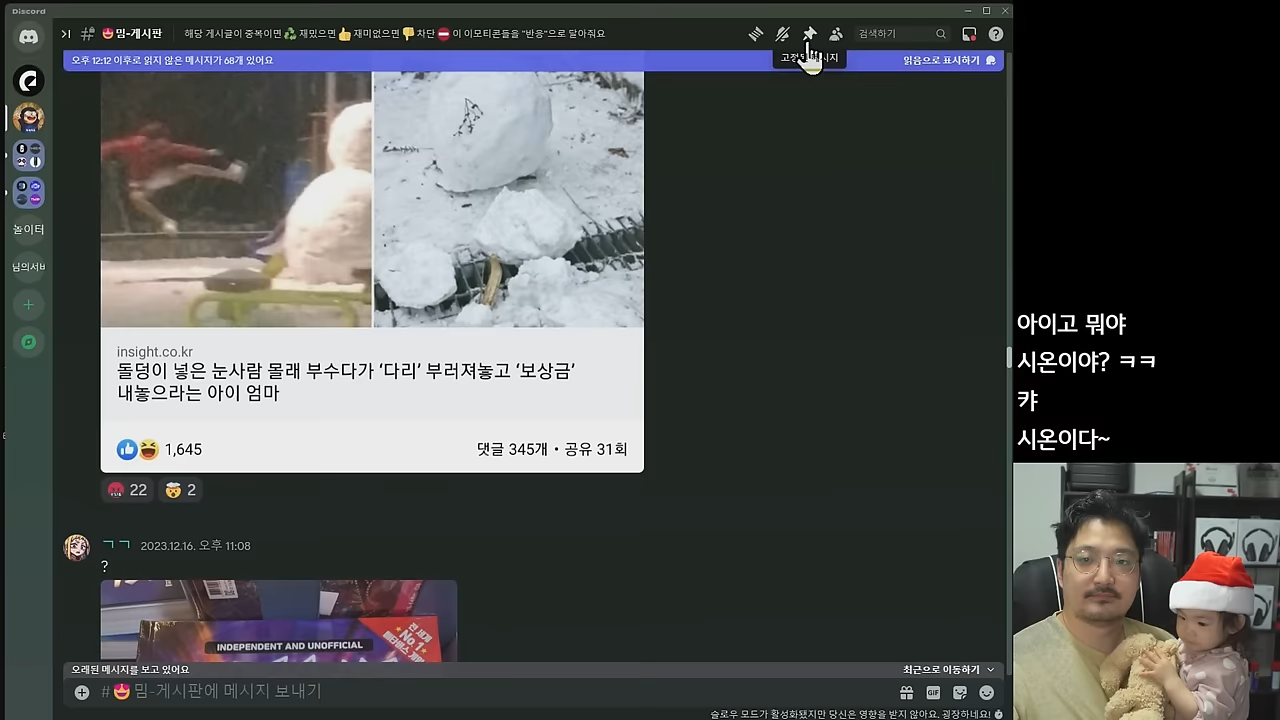 Discord
밈-게시판
해당 게시글이 중복이면 재밌으면 재미없으면 차단 이 이모티콘들을 "반응"으로 달아줘요
검색하기
오후 12:12 이후로 읽지 않은 메시지가 68개 있어요
읽음으로 표시하기
놀이터
님의서버
insight.co.kr
돌덩이 넣은 눈사람 몰래 부수다가 ‘다리’ 부러져놓고 ‘보상금’
내놓으라는 아이 엄마
1,645
댓글 345개 • 공유 31회
22
2
ㄱㄱ 2023.12.16. 오후 11:08
?
전 세계
No.1
INDEPENDENT AND UNOFFICIAL
오래된 메시지를 보고 있어요
최근으로 이동하기
#밈-게시판에 메시지 보내기
GIF
슬로우 모드가 활성화됐지만 당신은 영향을 받지 않아요. 굉장하네요!
아이고 뭐야
시온이야? ㅋㅋ
캬
시온이다~